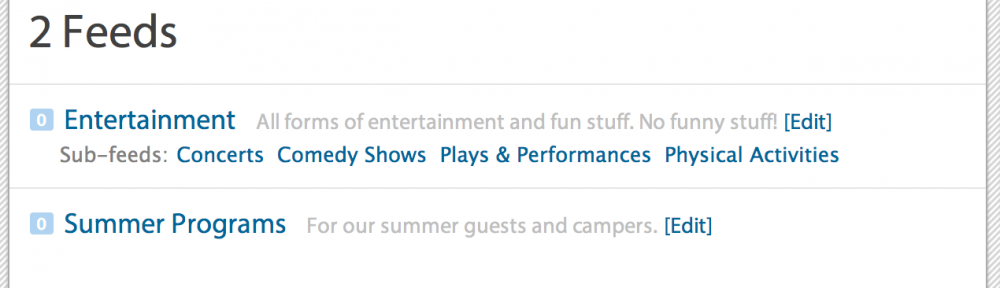 2 Feeds
0 Entertainment All forms of entertainment and fun stuff. No funny stuff! [Edit]
Sub-feeds: Concerts Comedy Shows Plays & Performances Physical Activities
0 Summer Programs For our summer guests and campers. [Edit]